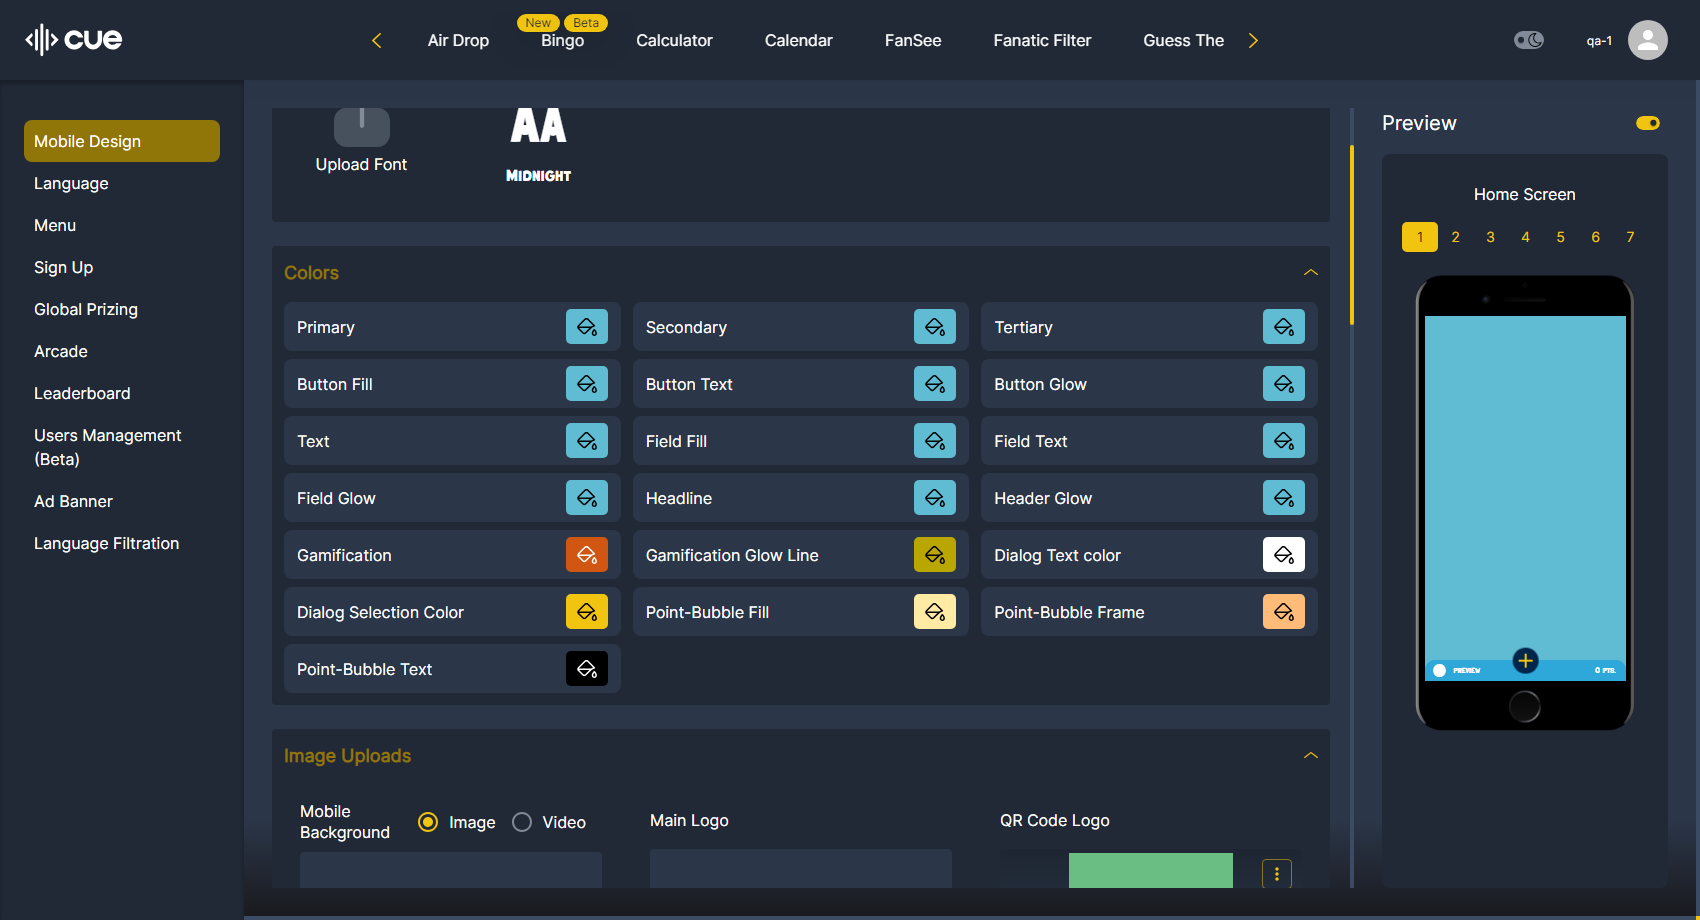 cue
Air Drop
New
Beta
Bingo
Calculator
Calendar
FanSee
Fanatic Filter
Guess The
qa-1
Mobile Design
Language
Menu
Sign Up
Global Prizing
Arcade
Leaderboard
Users Management
(Beta)
Ad Banner
Language Filtration
Upload Font
AA
MIDNIGHT
Colors
Primary
Secondary
Tertiary
Button Fill
Button Text
Button Glow
Text
Field Fill
Field Text
Field Glow
Headline
Header Glow
Gamification
Gamification Glow Line
Dialog Text color
Dialog Selection Color
Point-Bubble Fill
Point-Bubble Frame
Point-Bubble Text
Image Uploads
Mobile
Background
Image
Video
Main Logo
QR Code Logo
Preview
Home Screen
1 2 3 4 5 6 7
PREVIEW
0 PTS.